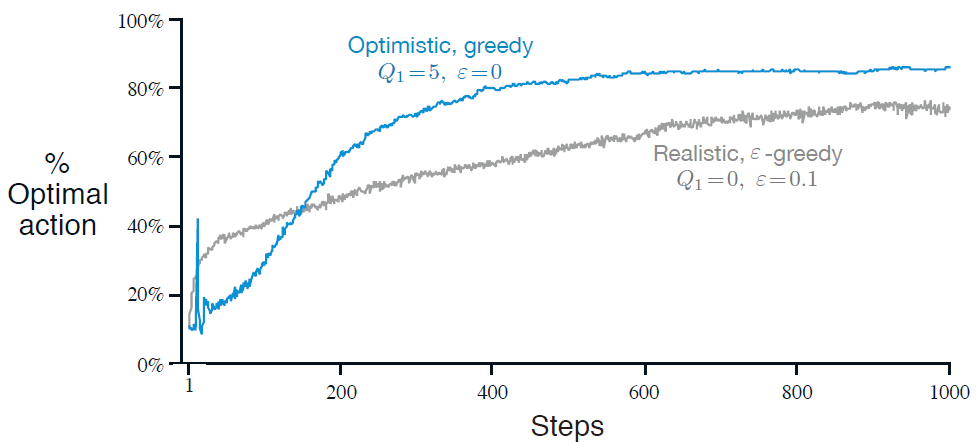 100%
80%
60%
40%
20%
0%
%
Optimal
action
Optimistic, greedy
Q₁=5, ε=0
Realistic, ε-greedy
Q₁=0, ε=0.1
1
200
400
600
800
1000
Steps